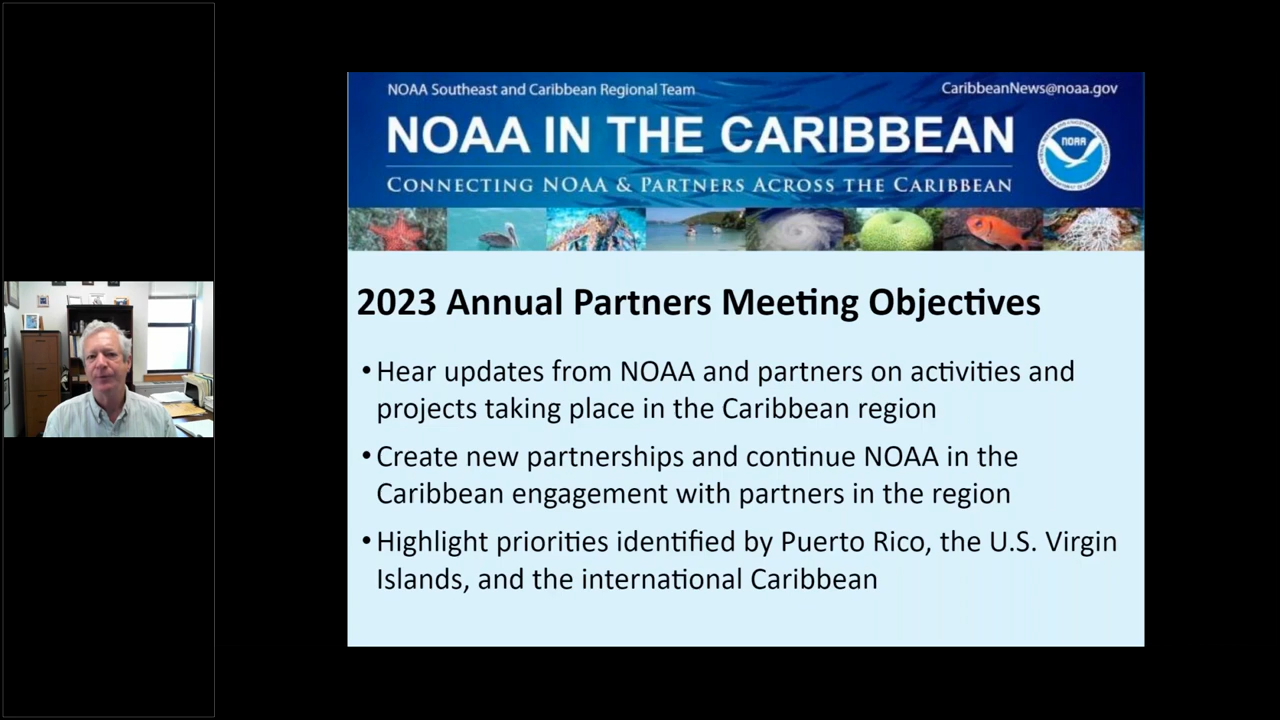 NOAA Southeast and Caribbean Regional Team
CaribbeanNews@noaa.gov
NOAA IN THE CARIBBEAN
CONNECTING NOAA & PARTNERS ACROSS THE CARIBBEAN
NOAA
2023 Annual Partners Meeting Objectives
• Hear updates from NOAA and partners on activities and
projects taking place in the Caribbean region
• Create new partnerships and continue NOAA in the
Caribbean engagement with partners in the region
• Highlight priorities identified by Puerto Rico, the U.S. Virgin
Islands, and the international Caribbean